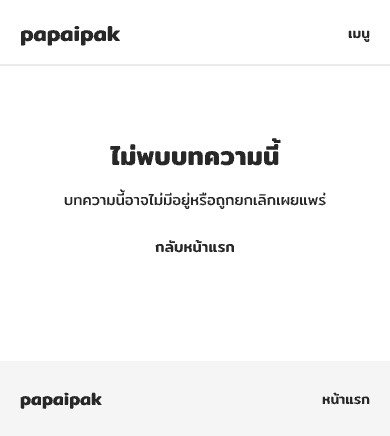 papaipak
เมนู
ไม่พบบทความนี้
บทความนี้อาจไม่มีอยู่หรือถูกยกเลิกเผยแพร่
กลับหน้าแรก
papaipak
หน้าแรก